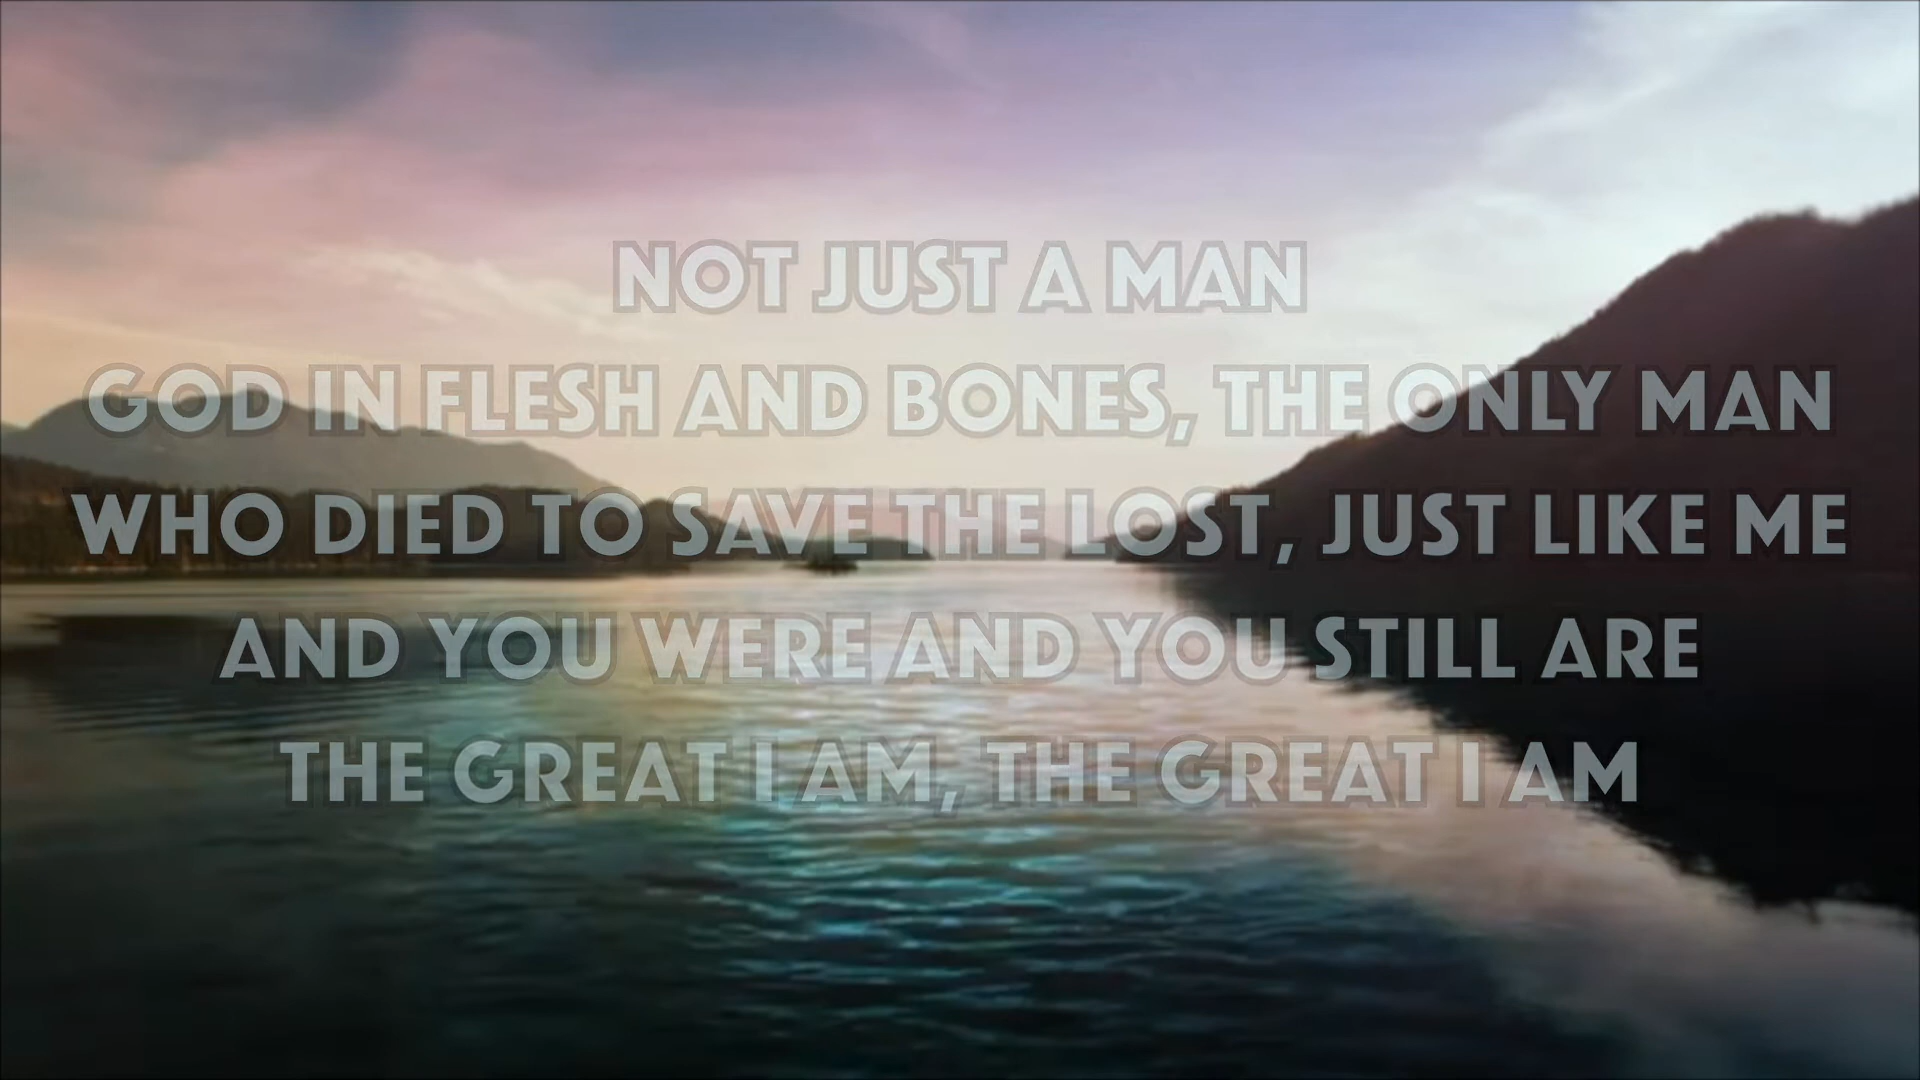 NOT JUST A MAN
GOD IN FLESH AND BONES, THE ONLY MAN
WHO DIED TO SAVE THE LOST, JUST LIKE ME
AND YOU WERE AND YOU STILL ARE
THE GREAT I AM, THE GREAT I AM